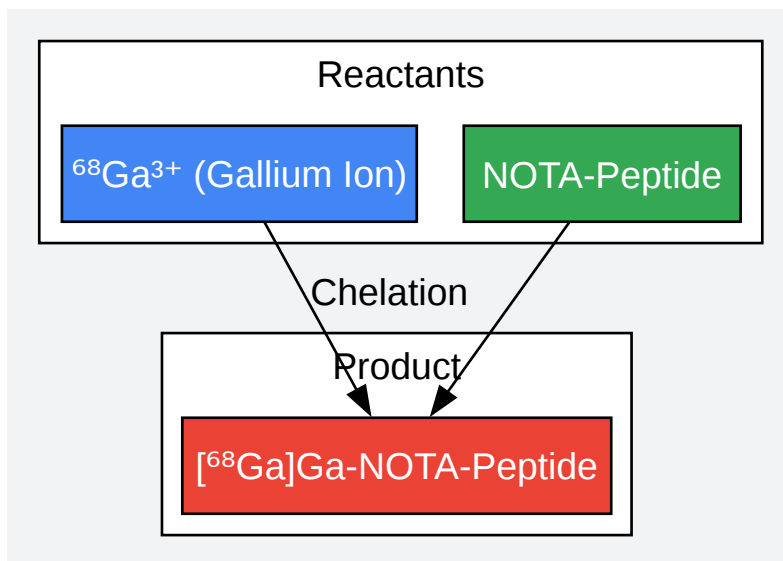 Reactants
⁶⁸Ga³⁺ (Gallium Ion)
NOTA-Peptide
Chelation
Product
[⁶⁸Ga]Ga-NOTA-Peptide